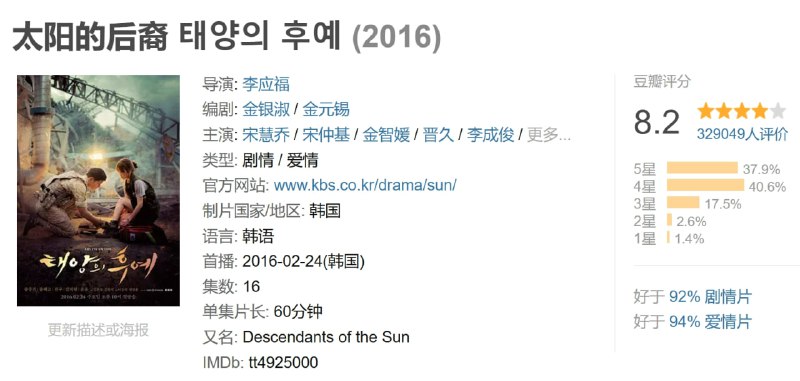 太阳的后裔 태양의 후예 (2016)
태양의 후예
更新描述或海报
导演: 李应福
编剧: 金银淑 / 金元锡
主演: 宋慧乔 / 宋仲基 / 金智媛 / 晋久 / 李成俊 / 更多...
类型: 剧情 / 爱情
官方网站: www.kbs.co.kr/drama/sun/
制片国家/地区: 韩国
语言: 韩语
首播: 2016-02-24(韩国)
集数: 16
单集片长: 60分钟
又名: Descendants of the Sun
IMDb: tt4925000
豆瓣评分
8.2
329049人评价
5星 37.9%
4星 40.6%
3星 17.5%
2星 2.6%
1星 1.4%
好于 92% 剧情片
好于 94% 爱情片